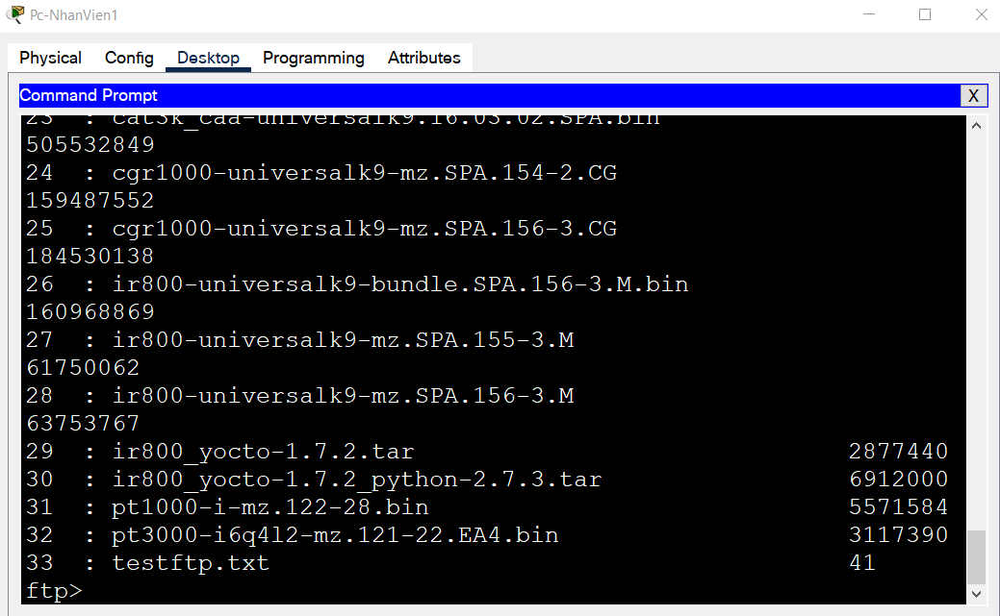 Pc-NhanVien1
Physical Config Desktop Programming Attributes
Command Prompt X
23 : cat3k_caa-universalk9.16.03.02.SPA.bin
505532849
24 : cgr1000-universalk9-mz.SPA.154-2.CG
159487552
25 : cgr1000-universalk9-mz.SPA.156-3.CG
184530138
26 : ir800-universalk9-bundle.SPA.156-3.M.bin
160968869
27 : ir800-universalk9-mz.SPA.155-3.M
61750062
28 : ir800-universalk9-mz.SPA.156-3.M
63753767
29 : ir800_yocto-1.7.2.tar 2877440
30 : ir800_yocto-1.7.2_python-2.7.3.tar 6912000
31 : pt1000-i-mz.122-28.bin 5571584
32 : pt3000-i6q4l2-mz.121-22.EA4.bin 3117390
33 : testftp.txt 41
ftp>